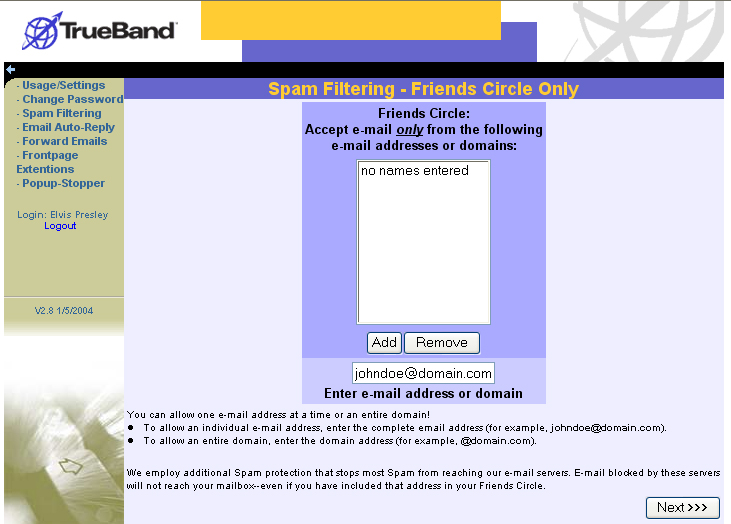 TrueBand
- Usage/Settings
- Change Password
- Spam Filtering
- Email Auto-Reply
- Forward Emails
- Frontpage
Extensions
- Popup-Stopper
Login: Elvis Presley
Logout
V2.8 1/5/2004
Spam Filtering - Friends Circle Only
Friends Circle:
Accept e-mail only from the following
e-mail addresses or domains:
no names entered
Add Remove
johndoe@domain.com
Enter e-mail address or domain
You can allow one e-mail address at a time or an entire domain!
● To allow an individual e-mail address, enter the complete email address (for example, johndoe@domain.com).
● To allow an entire domain, enter the domain address (for example, @domain.com).
We employ additional Spam protection that stops most Spam from reaching our e-mail servers. E-mail blocked by these servers
will not reach your mailbox--even if you have included that address in your Friends Circle.
Next >>>